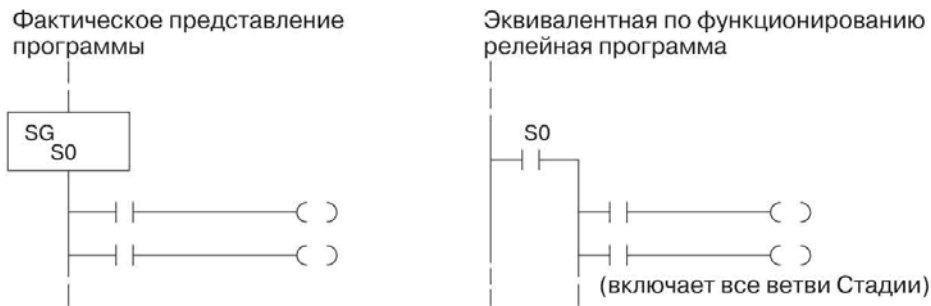 Фактическое представление
программы
Эквивалентная по функционированию
релейная программа
SG
S0
S0
(включает все ветви Стадии)